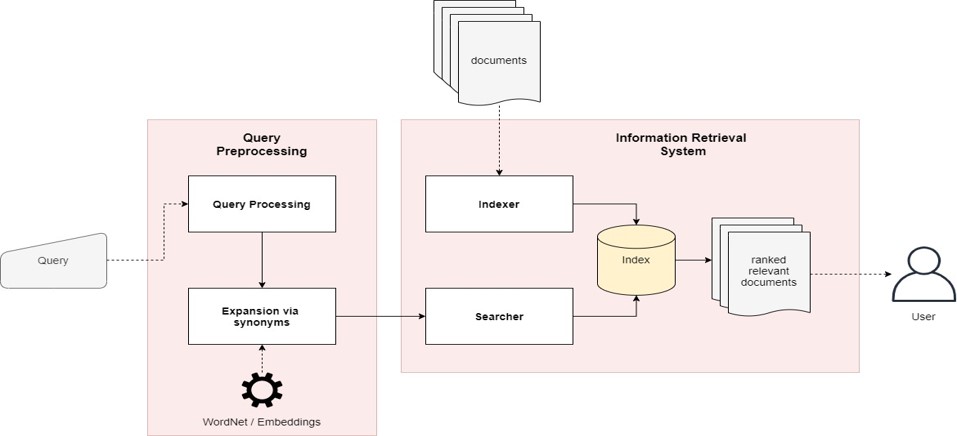 documents
Query
Preprocessing
Information Retrieval
System
Query Processing
Indexer
Query
Index
ranked
relevant
documents
Expansion via
synonyms
Searcher
User
WordNet / Embeddings